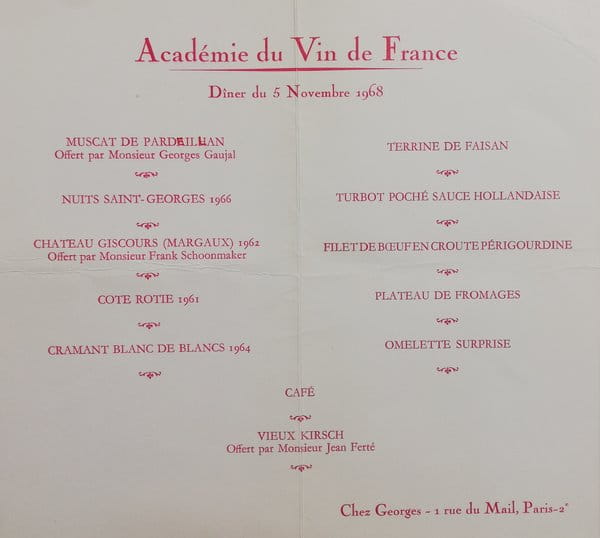 Académie du Vin de France
Dîner du 5 Novembre 1968
MUSCAT DE PARDEILLAN
Offert par Monsieur Georges Gaujal
NUITS SAINT-GEORGES 1966
CHATEAU GISCOURS (MARGAUX) 1962
Offert par Monsieur Frank Schoonmaker
COTE ROTIE 1961
CRAMANT BLANC DE BLANCS 1964
TERRINE DE FAISAN
TURBOT POCHÉ SAUCE HOLLANDAISE
FILET DE BŒUF EN CROUTE PÉRIGOURDINE
PLATEAU DE FROMAGES
OMELETTE SURPRISE
CAFÉ
VIEUX KIRSCH
Offert par Monsieur Jean Ferté
Chez Georges - 1 rue du Mail, Paris-2e